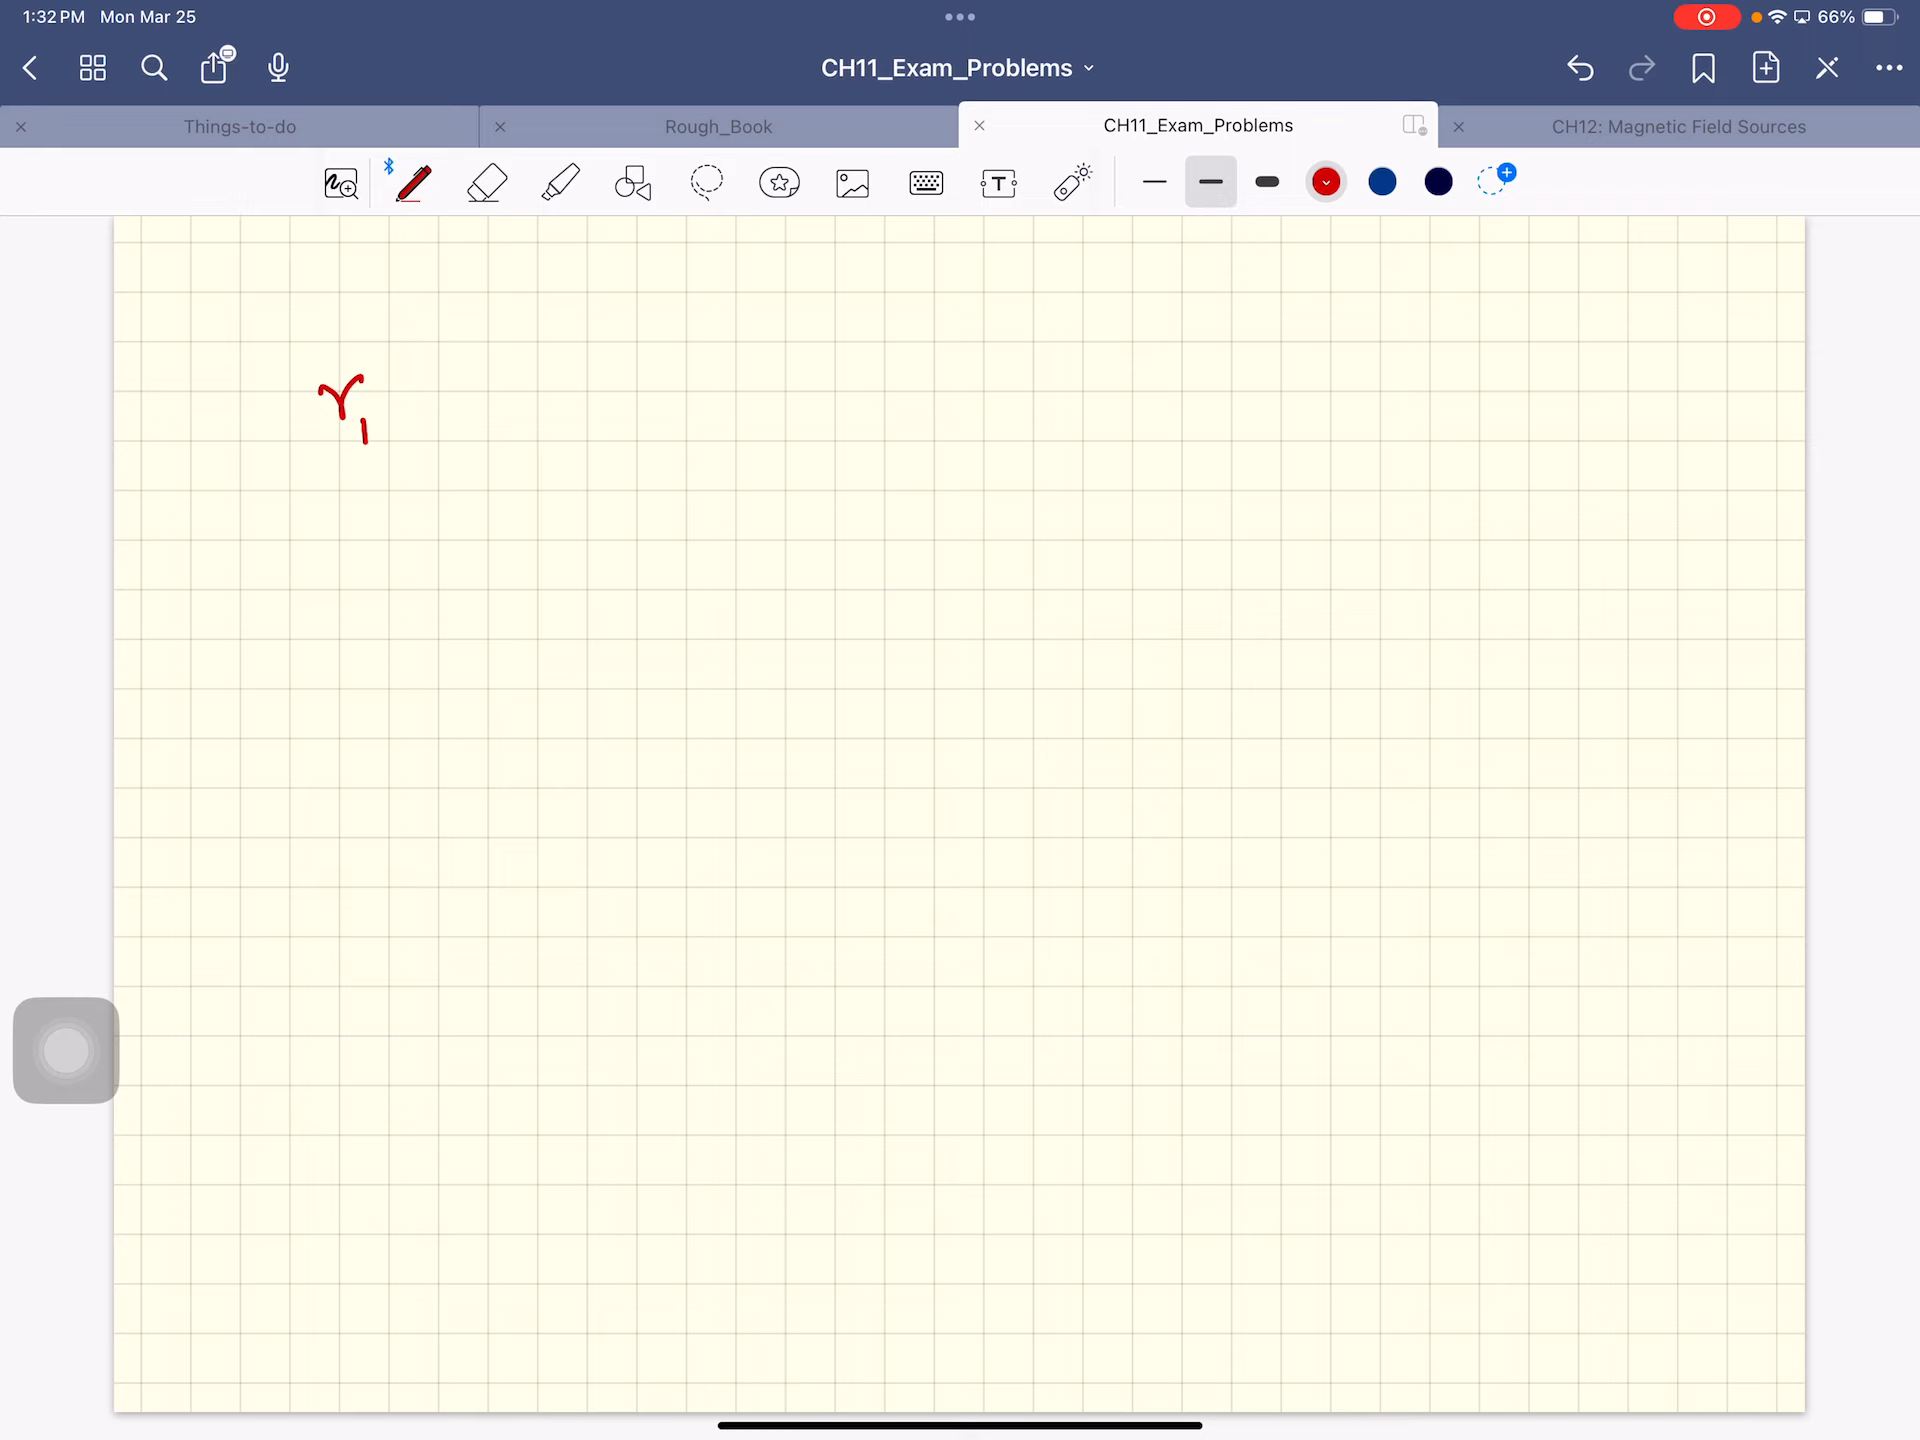 1:32 PM Mon Mar 25
66%
CH11_Exam_Problems
Things-to-do
Rough_Book
CH11_Exam_Problems
CH12: Magnetic Field Sources
T
r₁